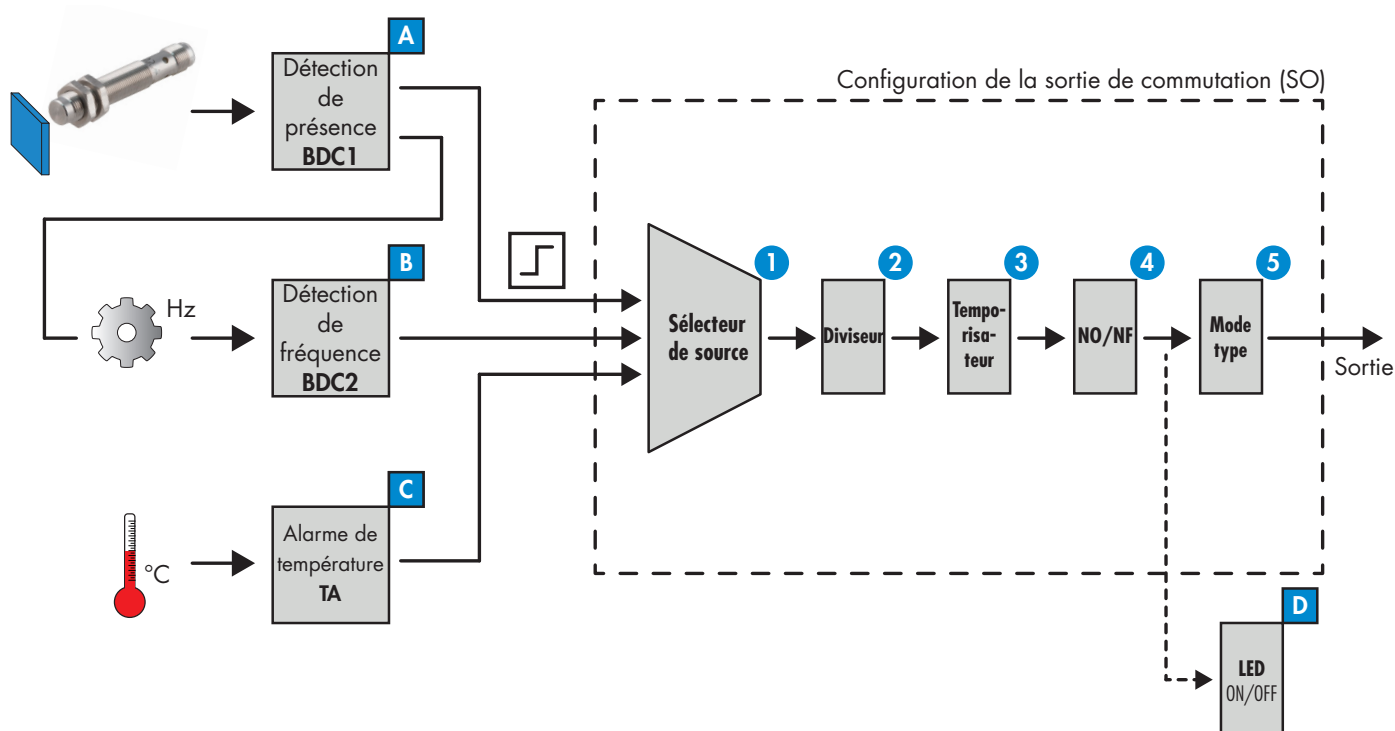 A
Détection
de
présence
BDC1
Configuration de la sortie de commutation (SO)
B
Hz
Détection
de
fréquence
BDC2
1
Sélecteur
de source
2
Diviseur
3
Tempo-
risa-
teur
4
NO/NF
5
Mode
type
Sortie
C
°C
Alarme de
température
TA
D
LED
ON/OFF